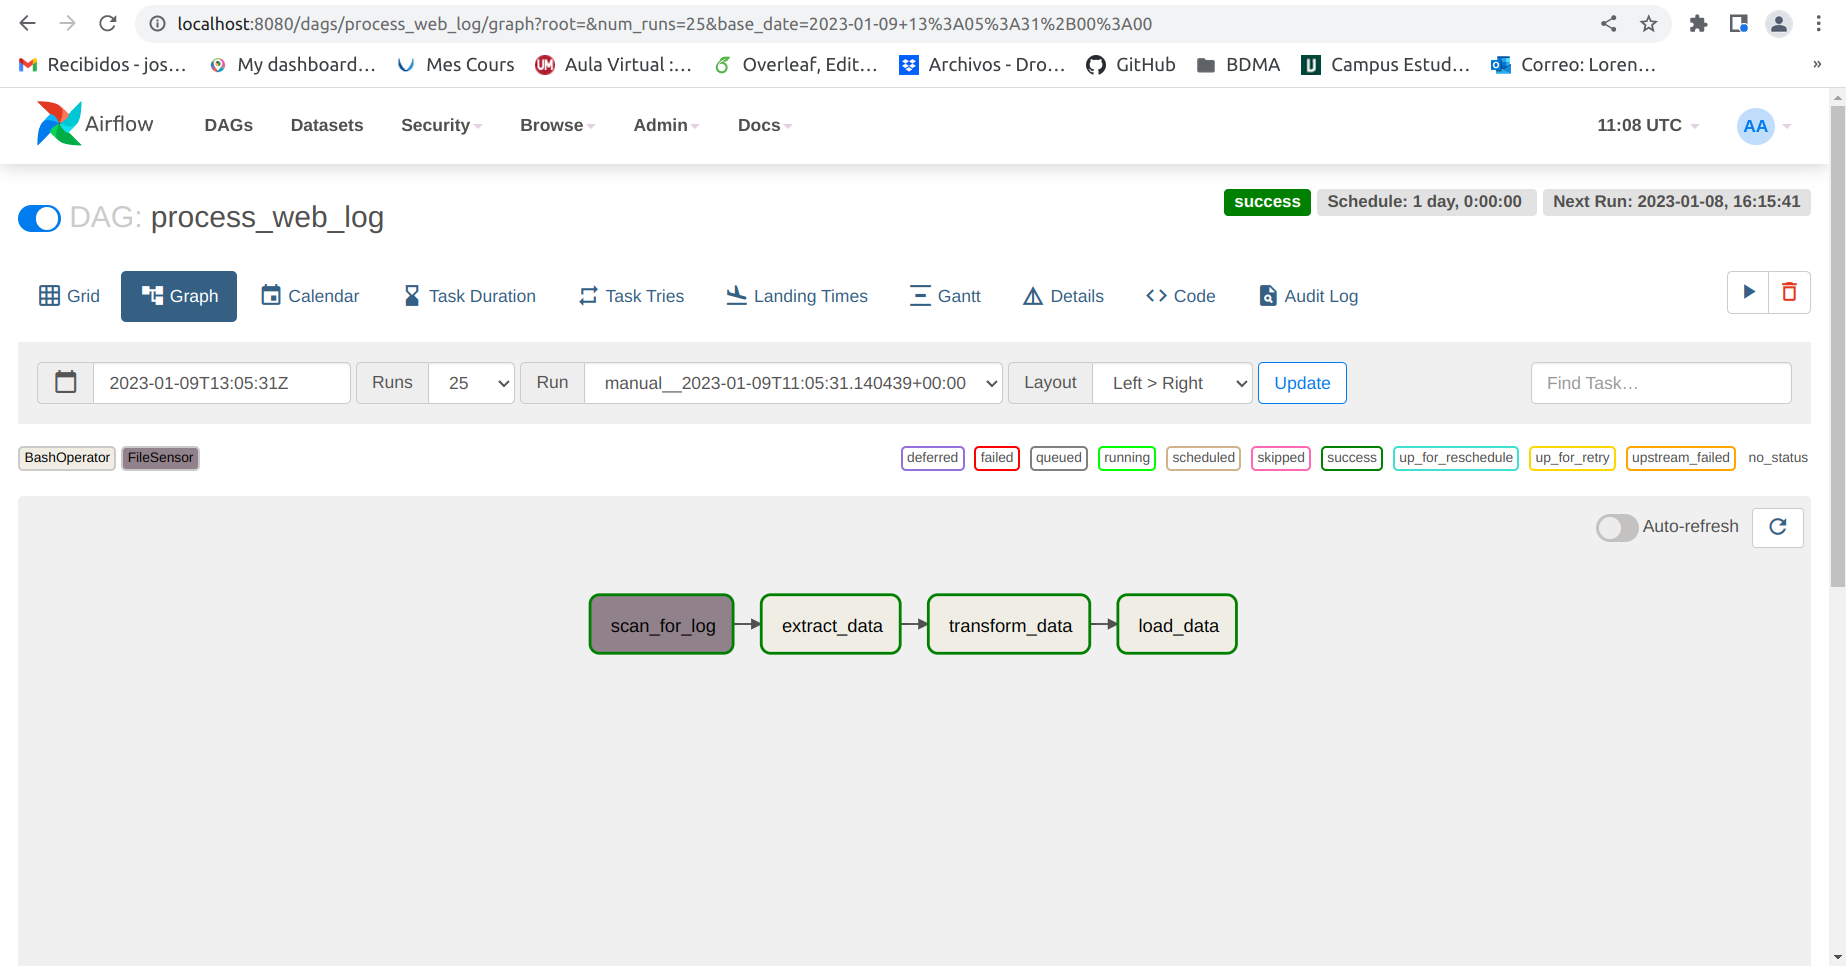 localhost:8080/dags/process_web_log/graph?root=&num_runs=25&base_date=2023-01-09+13%3A05%3A31%2B00%3A00
Recibidos - jos... My dashboard... Mes Cours UM Aula Virtual :... Overleaf, Edit... Archivos - Dro... GitHub BDMA U Campus Estud... Correo: Loren... »
Airflow DAGs Datasets Security Browse Admin Docs 11:08 UTC AA
success Schedule: 1 day, 0:00:00 Next Run: 2023-01-08, 16:15:41
DAG: process_web_log
Grid Graph Calendar Task Duration Task Tries Landing Times Gantt Details Code Audit Log
2023-01-09T13:05:31Z Runs 25 Run manual__2023-01-09T11:05:31.140439+00:00 Layout Left > Right Update Find Task...
BashOperator FileSensor deferred failed queued running scheduled skipped success up_for_reschedule up_for_retry upstream_failed no_status
Auto-refresh
scan_for_log extract_data transform_data load_data